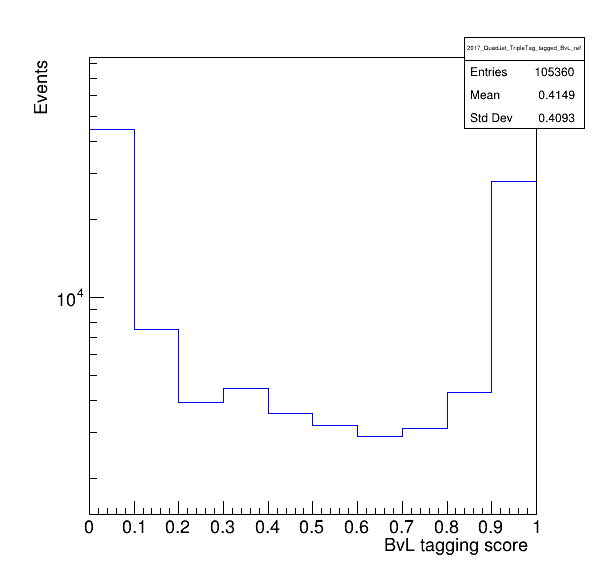 2017_QuadJet_TripleTag_tagged_BvL_ref
Entries 105360
Mean 0.4149
Std Dev 0.4093
Events
10^4
0 0.1 0.2 0.3 0.4 0.5 0.6 0.7 0.8 0.9 1
BvL tagging score